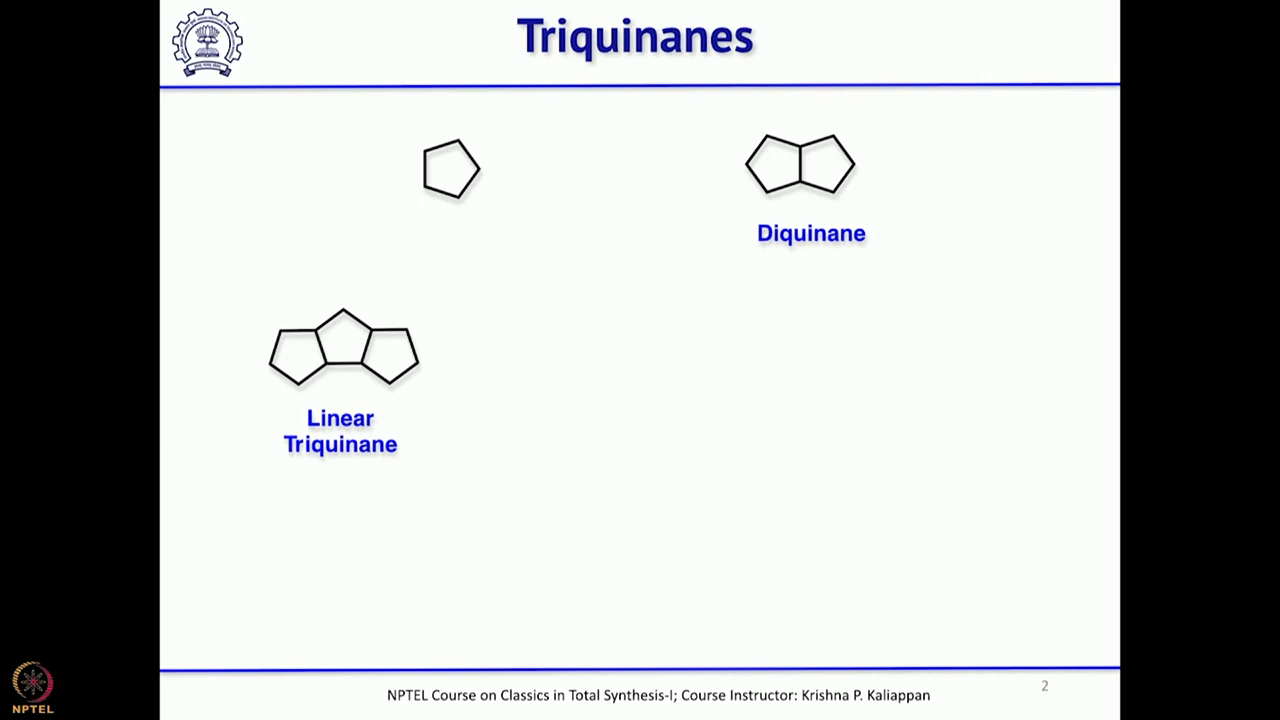 Triquinanes
Diquinane
Linear
Triquinane
NPTEL Course on Classics in Total Synthesis-I; Course Instructor: Krishna P. Kaliappan
2
NPTEL